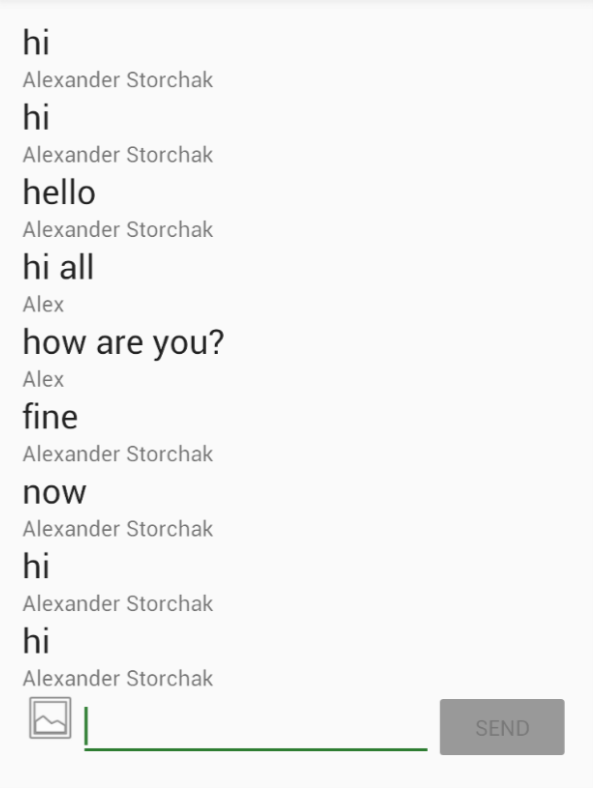 hi
Alexander Storchak
hi
Alexander Storchak
hello
Alexander Storchak
hi all
Alex
how are you?
Alex
fine
Alexander Storchak
now
Alexander Storchak
hi
Alexander Storchak
hi
Alexander Storchak
SEND